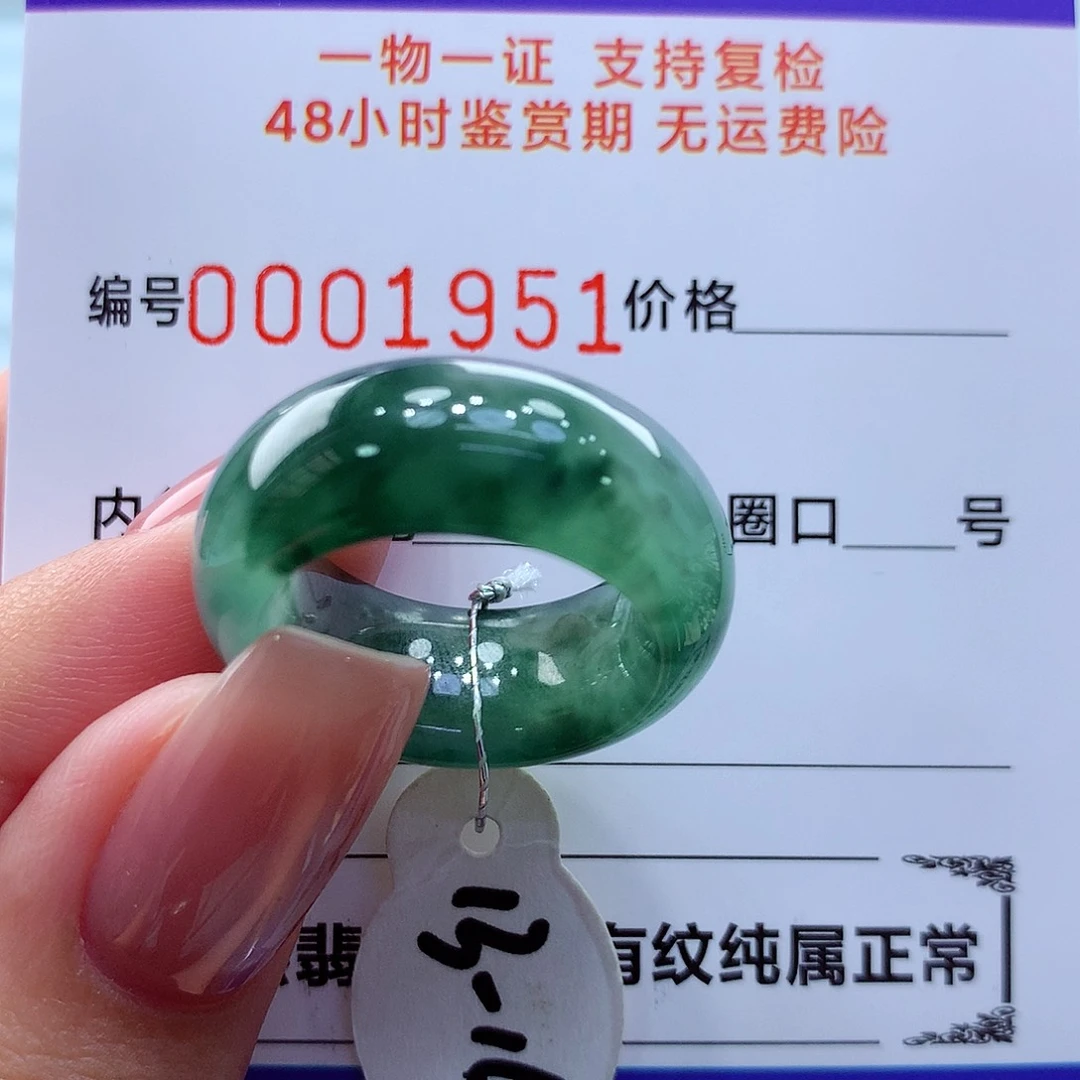 一物一证 支持复检
48小时鉴赏期 无运费险
编号0001951价格
内 圈口 号
翡 有纹纯属正常